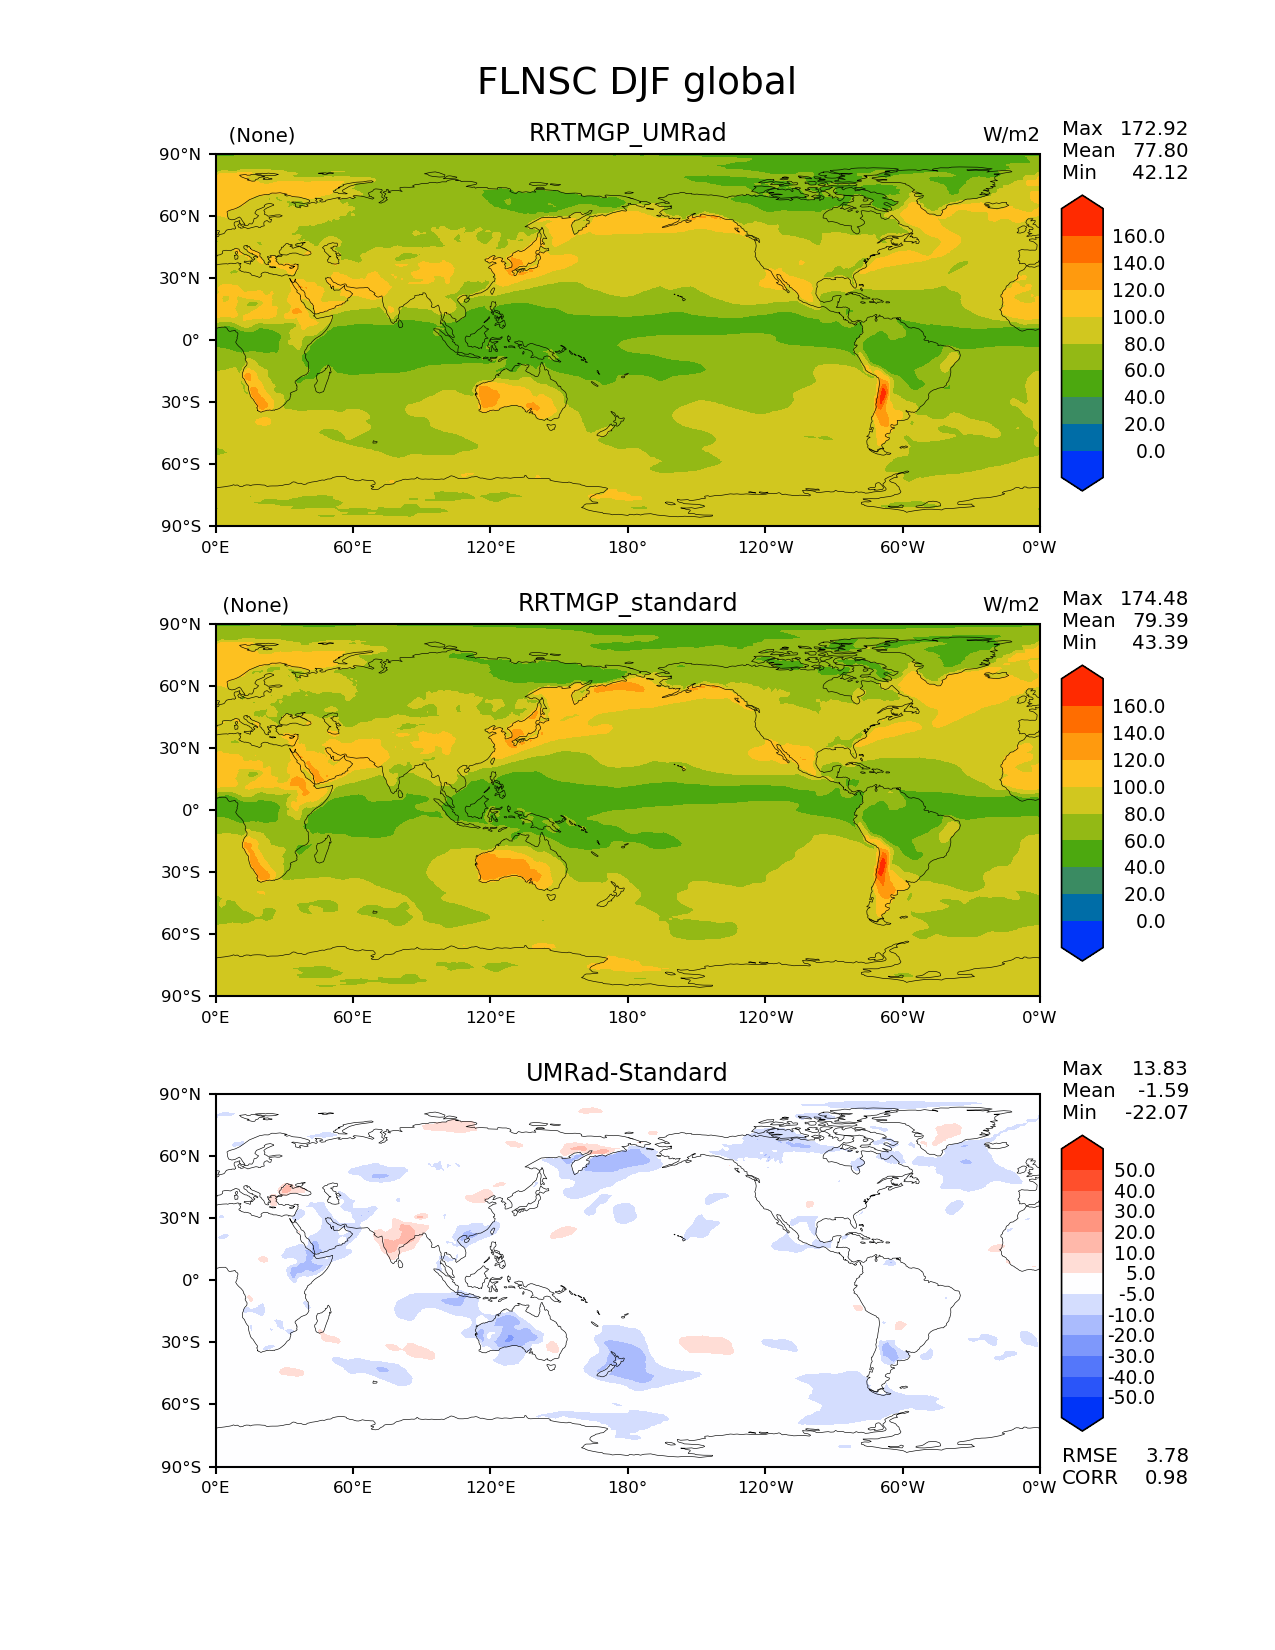 FLNSC DJF global
(None) RRTMGP_UMRad W/m2
Max 172.92
Mean 77.80
Min 42.12
90°N
60°N
30°N
0°
30°S
60°S
90°S
0°E 60°E 120°E 180° 120°W 60°W 0°W
160.0
140.0
120.0
100.0
80.0
60.0
40.0
20.0
0.0
(None) RRTMGP_standard W/m2
Max 174.48
Mean 79.39
Min 43.39
90°N
60°N
30°N
0°
30°S
60°S
90°S
0°E 60°E 120°E 180° 120°W 60°W 0°W
160.0
140.0
120.0
100.0
80.0
60.0
40.0
20.0
0.0
UMRad-Standard
Max 13.83
Mean -1.59
Min -22.07
90°N
60°N
30°N
0°
30°S
60°S
90°S
0°E 60°E 120°E 180° 120°W 60°W 0°W
50.0
40.0
30.0
20.0
10.0
5.0
-5.0
-10.0
-20.0
-30.0
-40.0
-50.0
RMSE 3.78
CORR 0.98